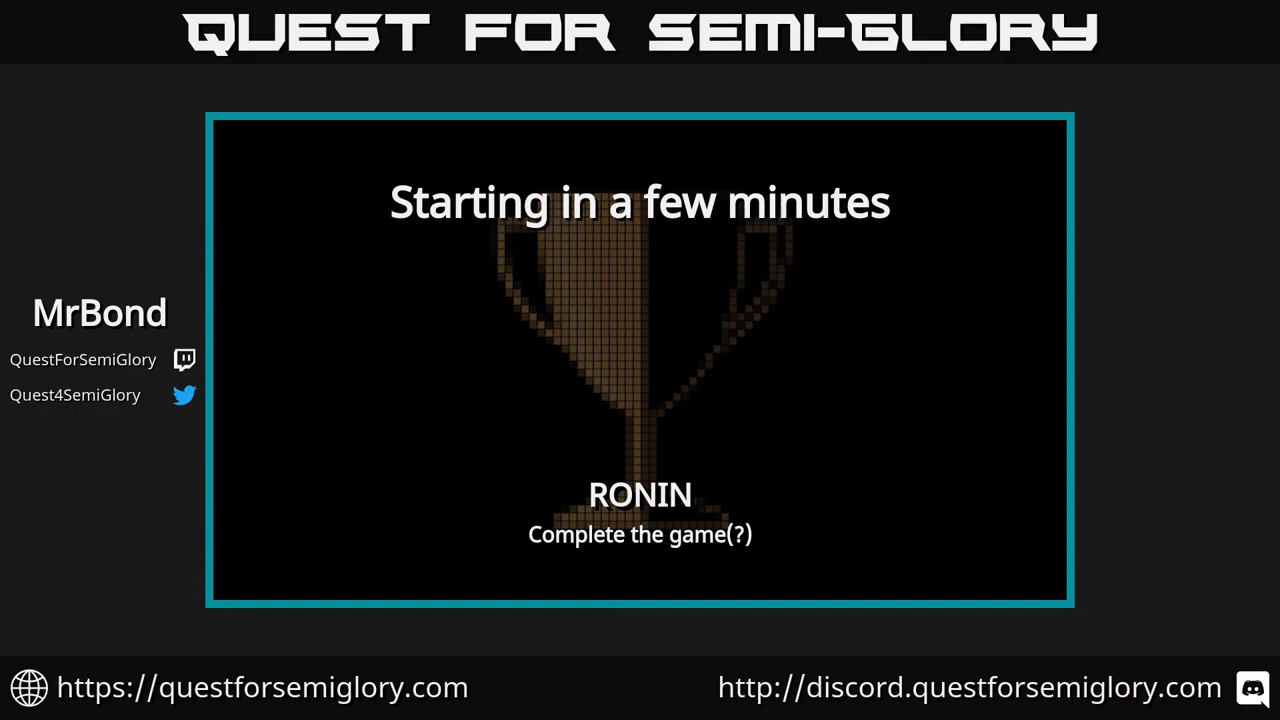 QUEST FOR SEMI-GLORY
Starting in a few minutes
MrBond
QuestForSemiGlory
Quest4SemiGlory
RONIN
Complete the game(?)
https://questforsemiglory.com
http://discord.questforsemiglory.com